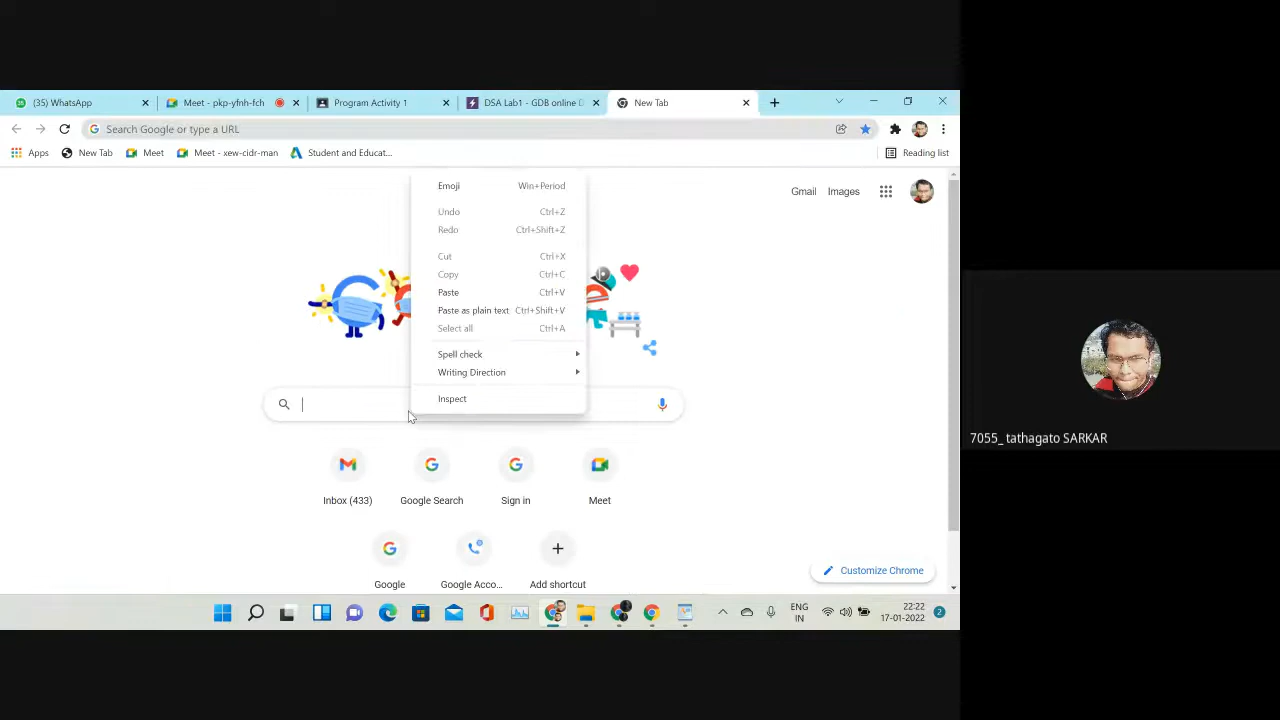 (35) WhatsApp
Meet - pkp-yfnh-fch
Program Activity 1
DSA Lab1 - GDB online D
New Tab
Search Google or type a URL
Apps
New Tab
Meet
Meet - xew-cidr-man
Student and Educat...
Reading list
Gmail
Images
Emoji Win+Period
Undo Ctrl+Z
Redo Ctrl+Shift+Z
Cut Ctrl+X
Copy Ctrl+C
Paste Ctrl+V
Paste as plain text Ctrl+Shift+V
Select all Ctrl+A
Spell check
Writing Direction
Inspect
Inbox (433)
Google Search
Sign in
Meet
Google
Google Acco...
Add shortcut
Customize Chrome
7055_ tathagato SARKAR
ENG
IN
22:22
17-01-2022
2